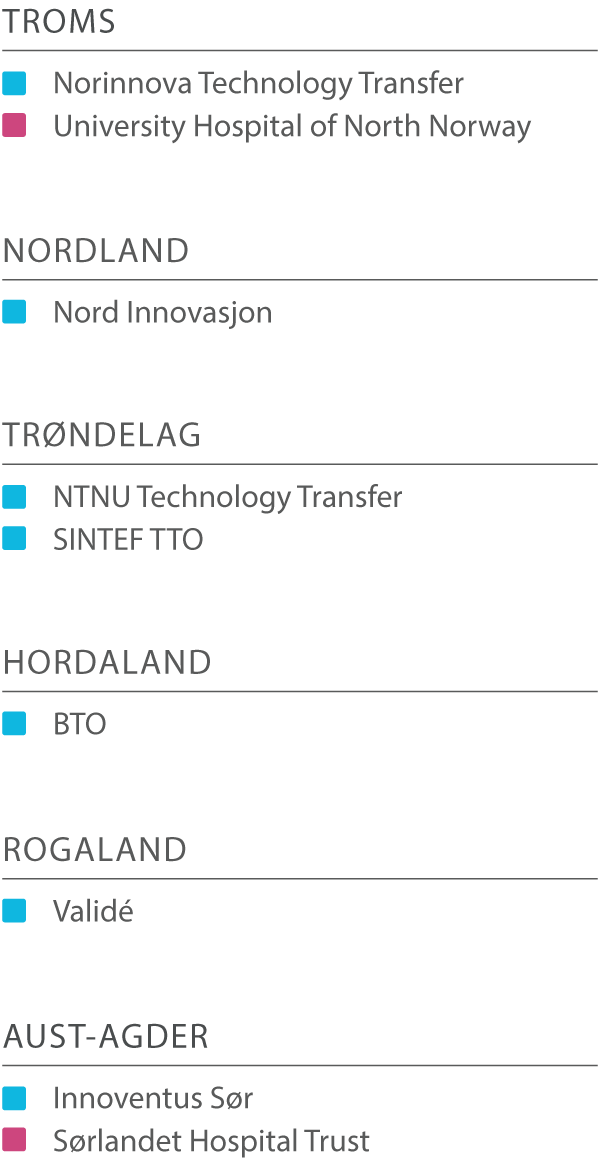 TROMS
Norinnova Technology Transfer
University Hospital of North Norway
NORDLAND
Nord Innovasjon
TRØNDELAG
NTNU Technology Transfer
SINTEF TTO
HORDALAND
BTO
ROGALAND
Validé
AUST-AGDER
Innoventus Sør
Sørlandet Hospital Trust